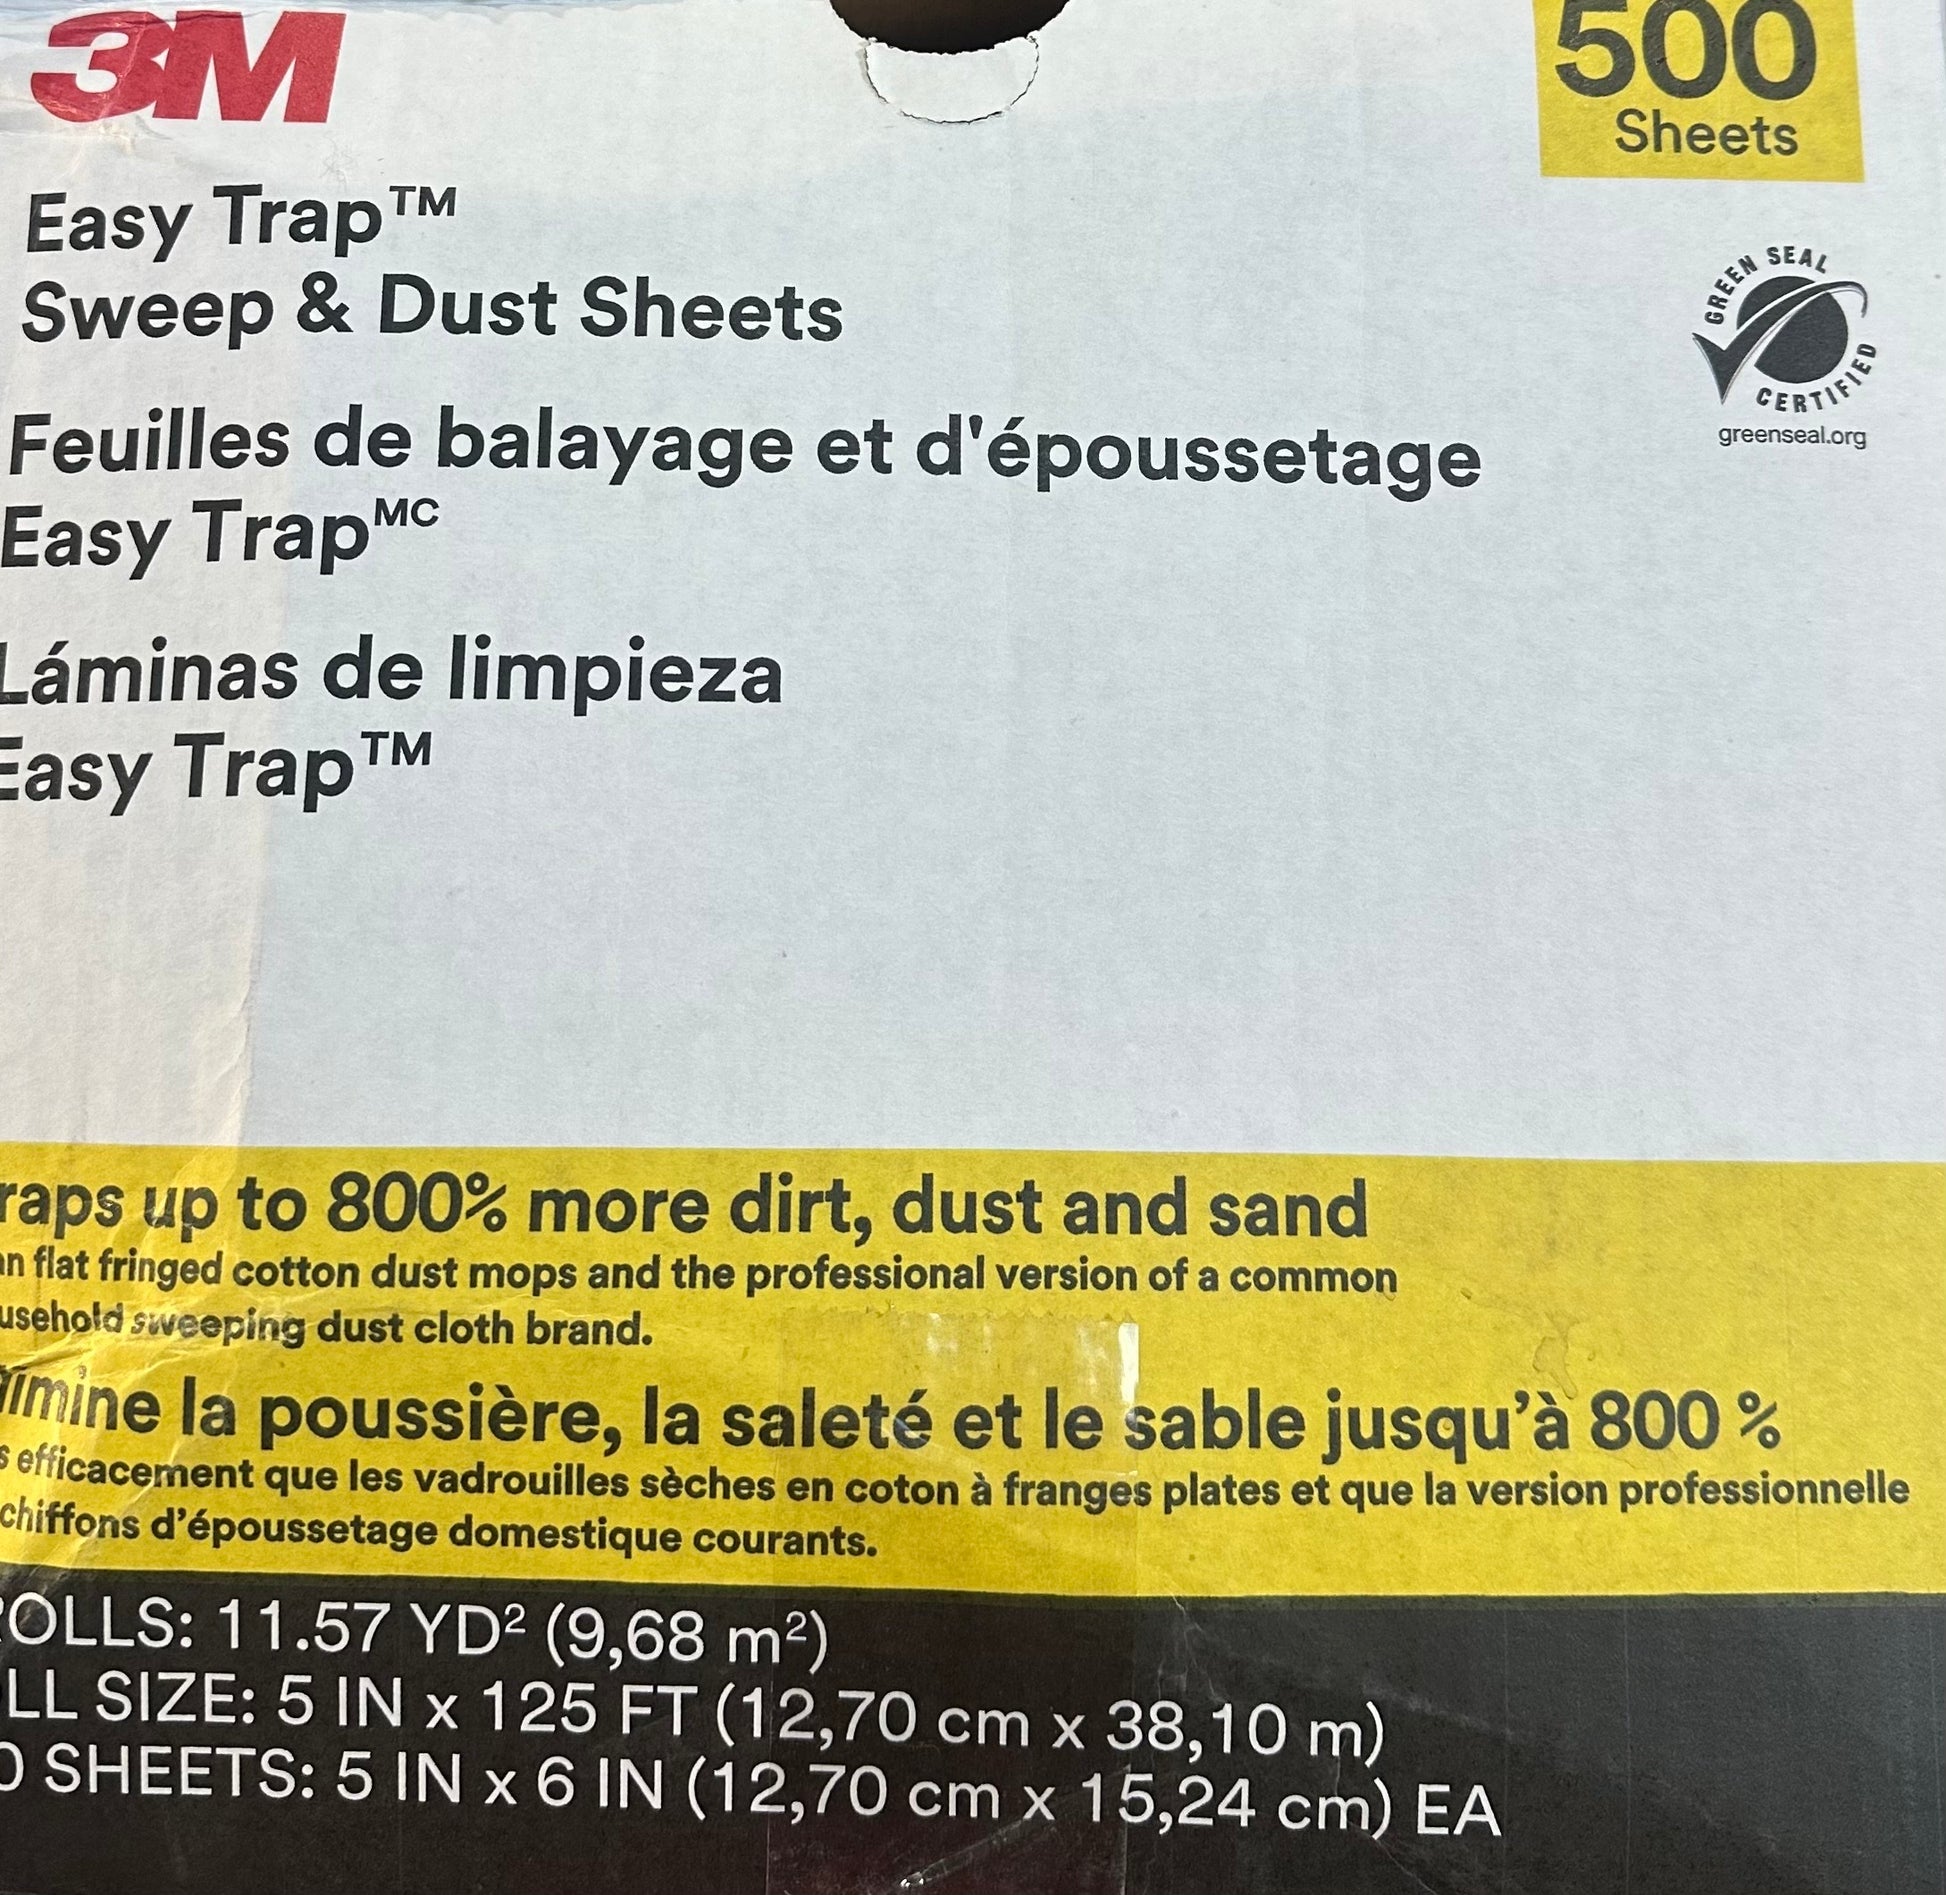 3M
500
Sheets
Easy Trap™
Sweep & Dust Sheets
GREEN SEAL
CERTIFIED
greenseal.org
Feuilles de balayage et d'époussetage
Easy Trapᴹᶜ
Láminas de limpieza
Easy Trap™
up to 800% more dirt, dust and sand
flat fringed cotton dust mops and the professional version of a common
sweeping dust cloth brand.
la poussière, la saleté et le sable jusqu’à 800 %
efficacement que les vadrouilles sèches en coton à franges plates et que la version professionnelle
chiffons d’époussetage domestique courants.
11.57 YD² (9,68 m²)
SIZE: 5 IN x 125 FT (12,70 cm x 38,10 m)
SHEETS: 5 IN x 6 IN (12,70 cm x 15,24 cm) EA